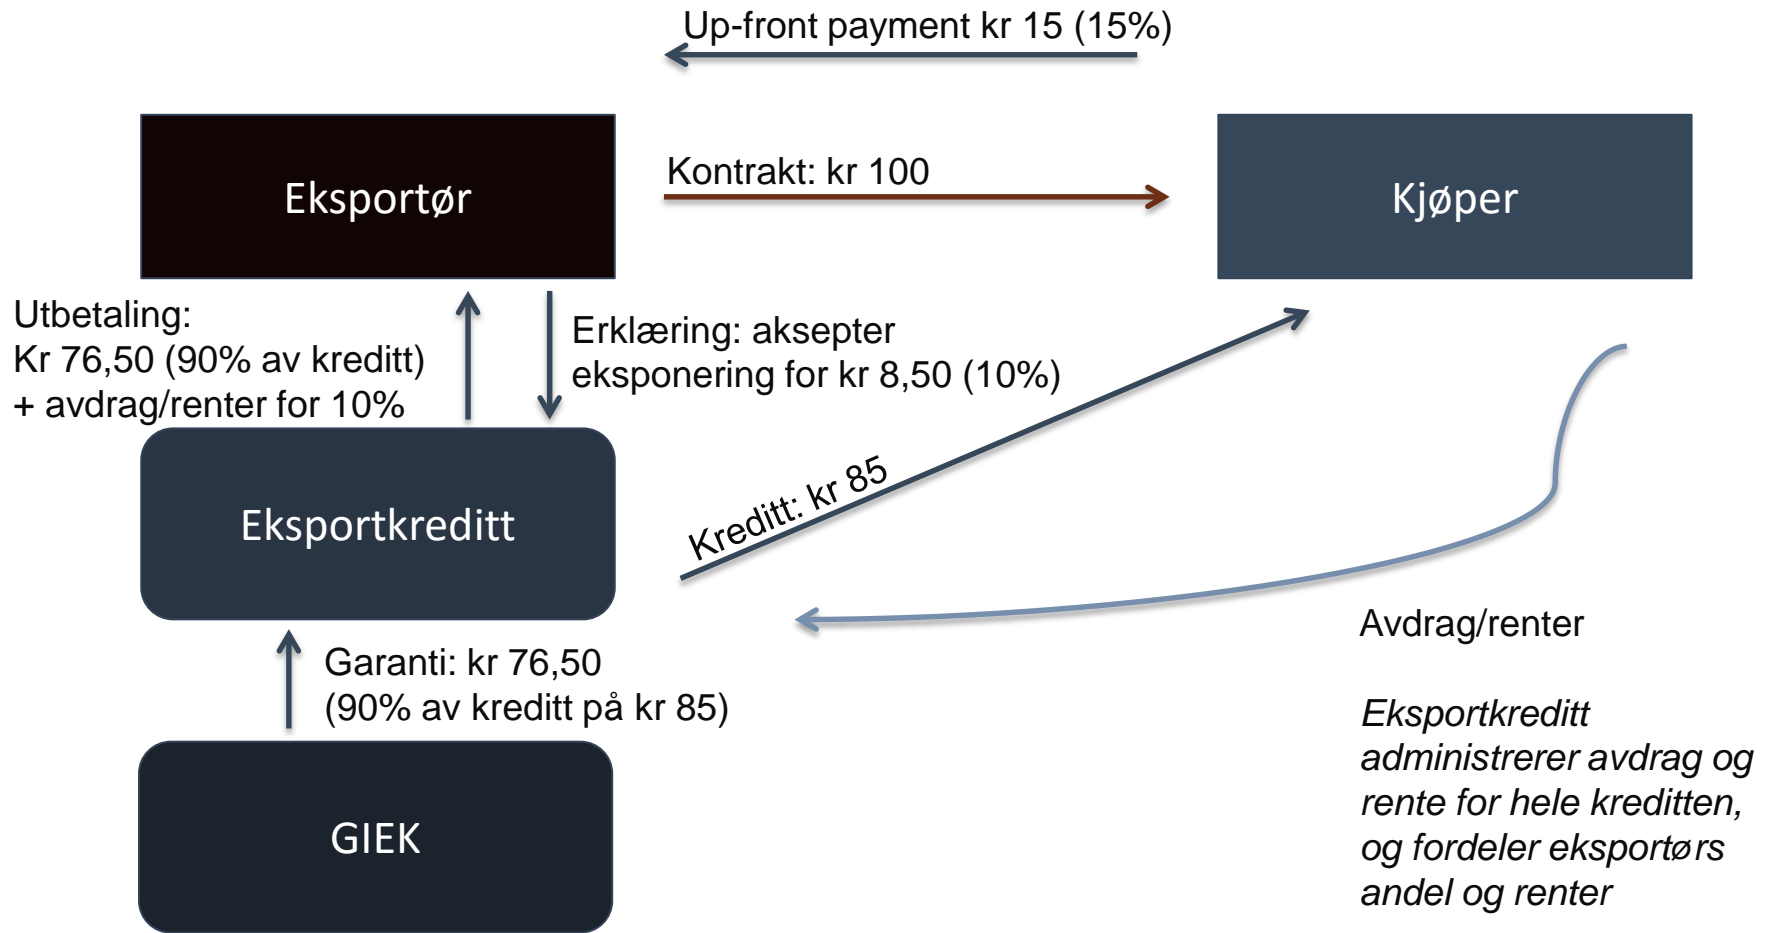 Up-front payment kr 15 (15%)
Eksportør
Kontrakt: kr 100
Kjøper
Utbetaling:
Kr 76,50 (90% av kreditt)
+ avdrag/renter for 10%
Erklæring: aksepter
eksponering for kr 8,50 (10%)
Eksportkreditt
Kreditt: kr 85
Garanti: kr 76,50
(90% av kreditt på kr 85)
GIEK
Avdrag/renter
Eksportkreditt
administrerer avdrag og
rente for hele kreditten,
og fordeler eksportørs
andel og renter